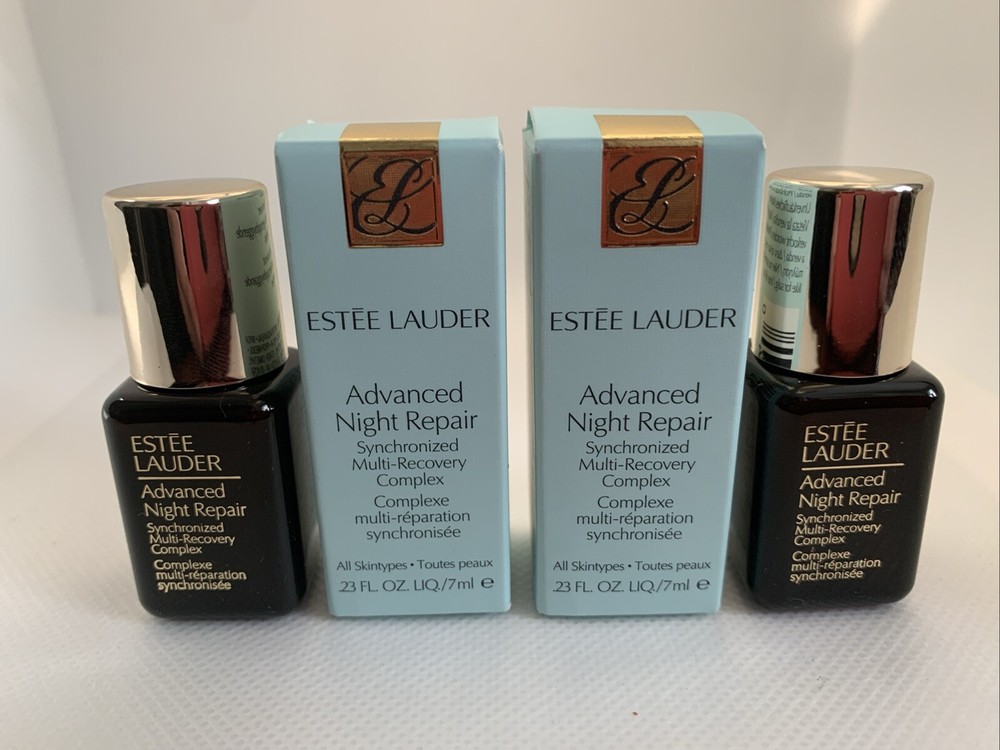 ESTĒE
LAUDER
Advanced
Night Repair
Synchronized
Multi-Recovery
Complex
Complexe
multi-réparation
synchronisée
EL
ESTĒE LAUDER
Advanced
Night Repair
Synchronized
Multi-Recovery
Complex
Complexe
multi-réparation
synchronisée
All Skintypes • Toutes peaux
.23 FL. OZ. LIQ./7ml e
EL
ESTĒE LAUDER
Advanced
Night Repair
Synchronized
Multi-Recovery
Complex
Complexe
multi-réparation
synchronisée
All Skintypes • Toutes peaux
.23 FL. OZ. LIQ./7ml e
ESTĒE
LAUDER
Advanced
Night Repair
Synchronized
Multi-Recovery
Complex
Complexe
multi-réparation
synchronisée